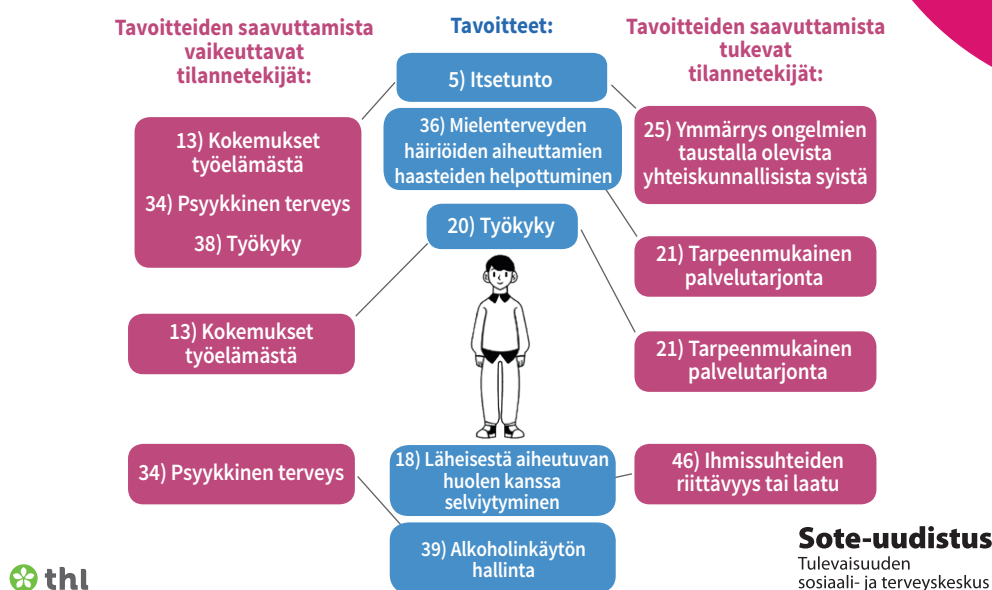 Tavoitteiden saavuttamista
vaikeuttavat
tilannetekijät:
13) Kokemukset
työelämästä
34) Psyykkinen terveys
38) Työkyky
13) Kokemukset
työelämästä
34) Psyykkinen terveys
Tavoitteet:
5) Itsetunto
36) Mielenterveyden
häiriöiden aiheuttamien
haasteiden helpottuminen
20) Työkyky
18) Läheisestä aiheutuvan
huolen kanssa
selviytyminen
39) Alkoholinkäytön
hallinta
Tavoitteiden saavuttamista
tukevat
tilannetekijät:
25) Ymmärrys ongelmien
taustalla olevista
yhteiskunnallisista syistä
21) Tarpeenmukainen
palvelutarjonta
21) Tarpeenmukainen
palvelutarjonta
46) Ihmissuhteiden
riittävyys tai laatu
thl
Sote-uudistus
Tulevaisuuden
sosiaali- ja terveyskeskus